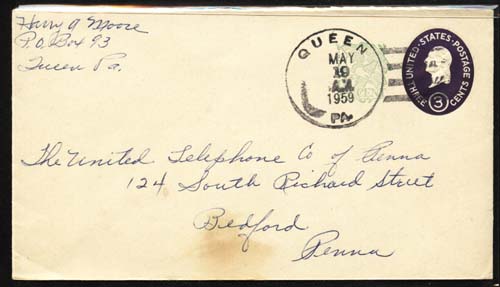 Harry A Moore
P.O. Box 93
Queen Pa.
QUEEN
MAY
19
A.M.
1959
PA.
UNITED · STATES · POSTAGE
THREE 3 CENTS
The United Telephone Co of Penna
124 South Richard Street
Bedford
Penna